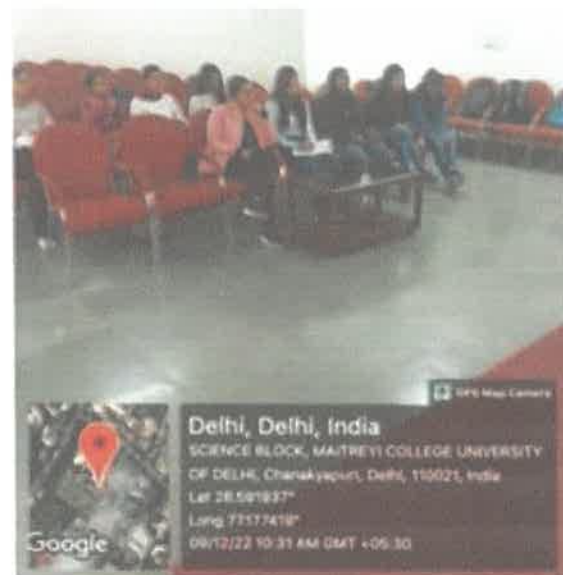 GPS Map Camera
Delhi, Delhi, India
SCIENCE BLOCK, MAITREYI COLLEGE UNIVERSITY
OF DELHI, Chanakyapuri, Delhi, 110021, India
Lat 28.591937°
Long 77.177418°
09/12/22 10:31 AM GMT +05:30
Google